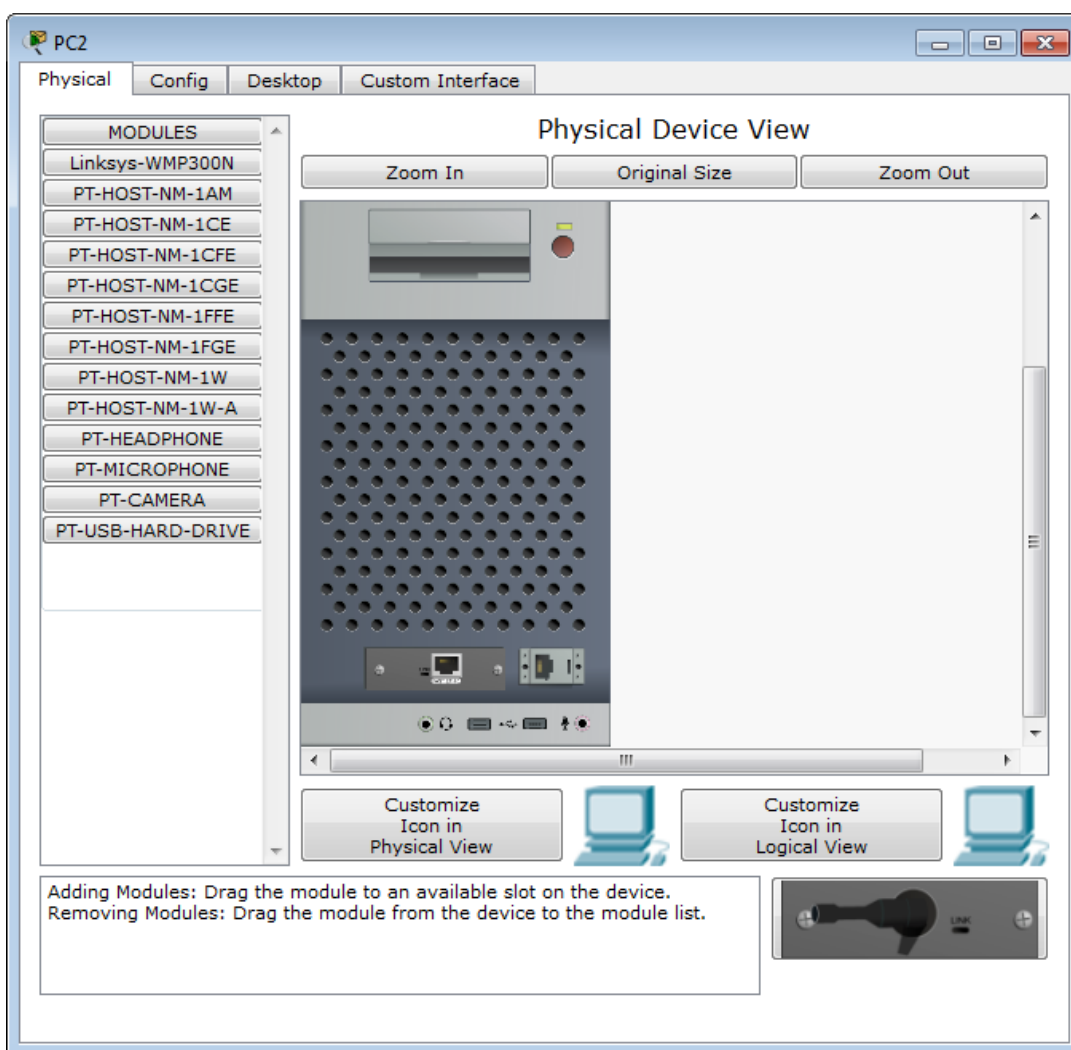 PC2
Physical
Config
Desktop
Custom Interface
MODULES
Linksys-WMP300N
PT-HOST-NM-1AM
PT-HOST-NM-1CE
PT-HOST-NM-1CFE
PT-HOST-NM-1CGE
PT-HOST-NM-1FFE
PT-HOST-NM-1FGE
PT-HOST-NM-1W
PT-HOST-NM-1W-A
PT-HEADPHONE
PT-MICROPHONE
PT-CAMERA
PT-USB-HARD-DRIVE
Physical Device View
Zoom In
Original Size
Zoom Out
Customize
Icon in
Physical View
Customize
Icon in
Logical View
Adding Modules: Drag the module to an available slot on the device.
Removing Modules: Drag the module from the device to the module list.
LINK